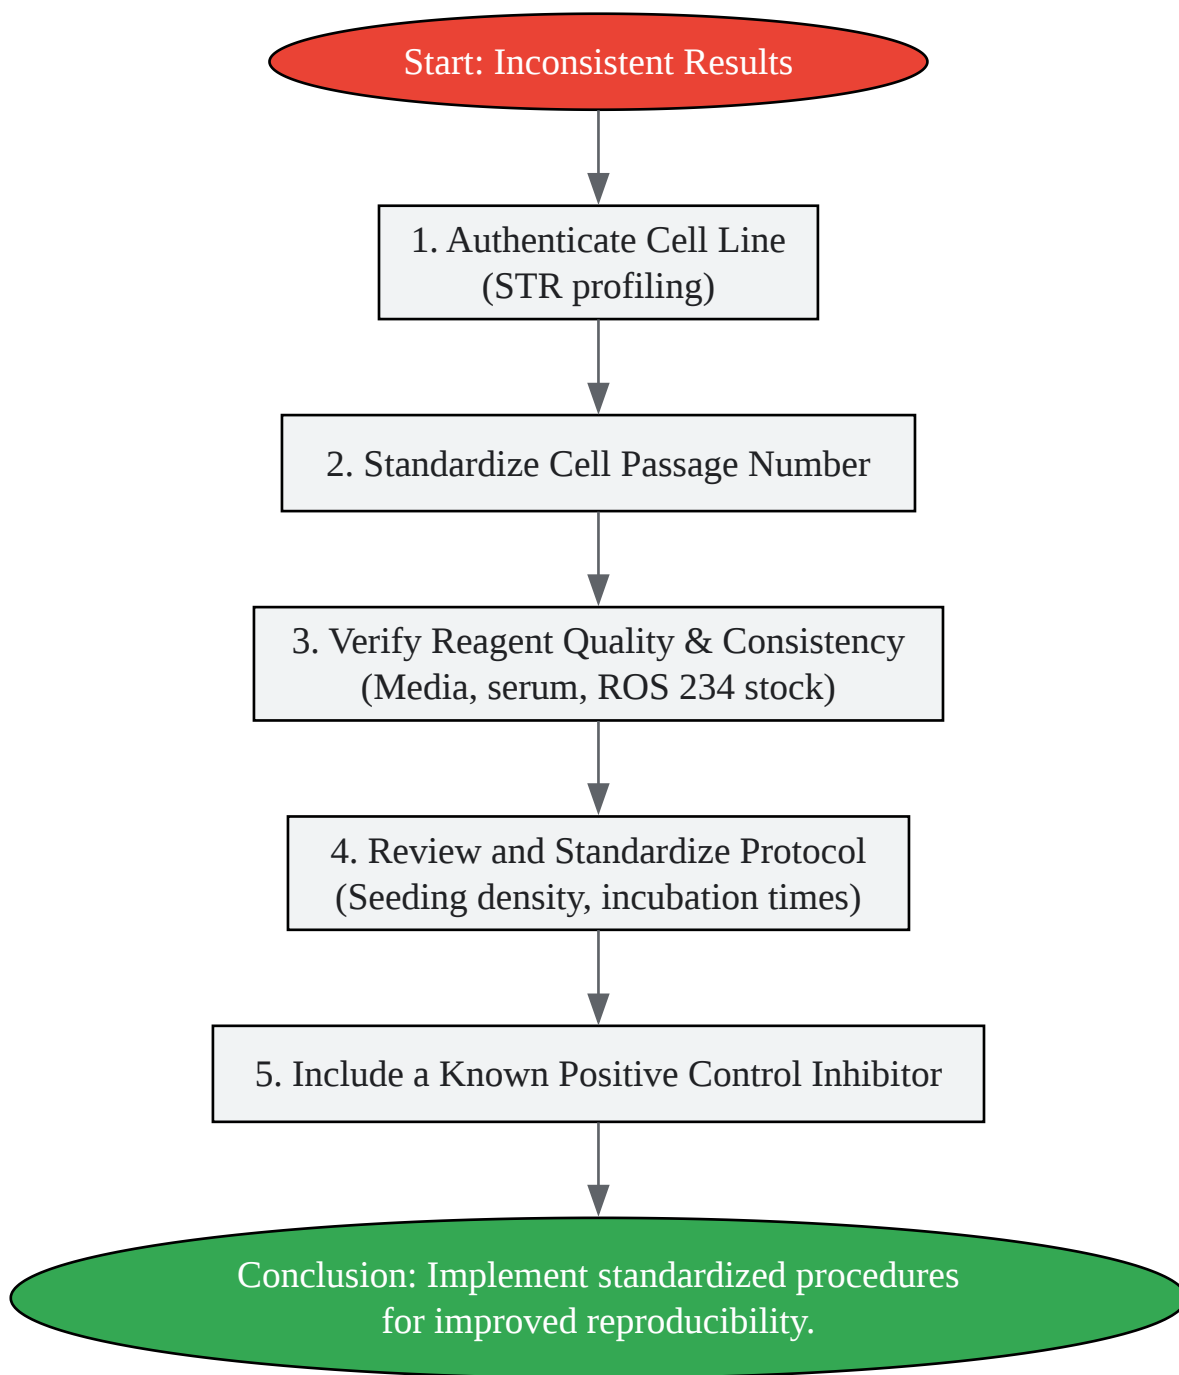 Start: Inconsistent Results
1. Authenticate Cell Line
(STR profiling)
2. Standardize Cell Passage Number
3. Verify Reagent Quality & Consistency
(Media, serum, ROS 234 stock)
4. Review and Standardize Protocol
(Seeding density, incubation times)
5. Include a Known Positive Control Inhibitor
Conclusion: Implement standardized procedures
for improved reproducibility.